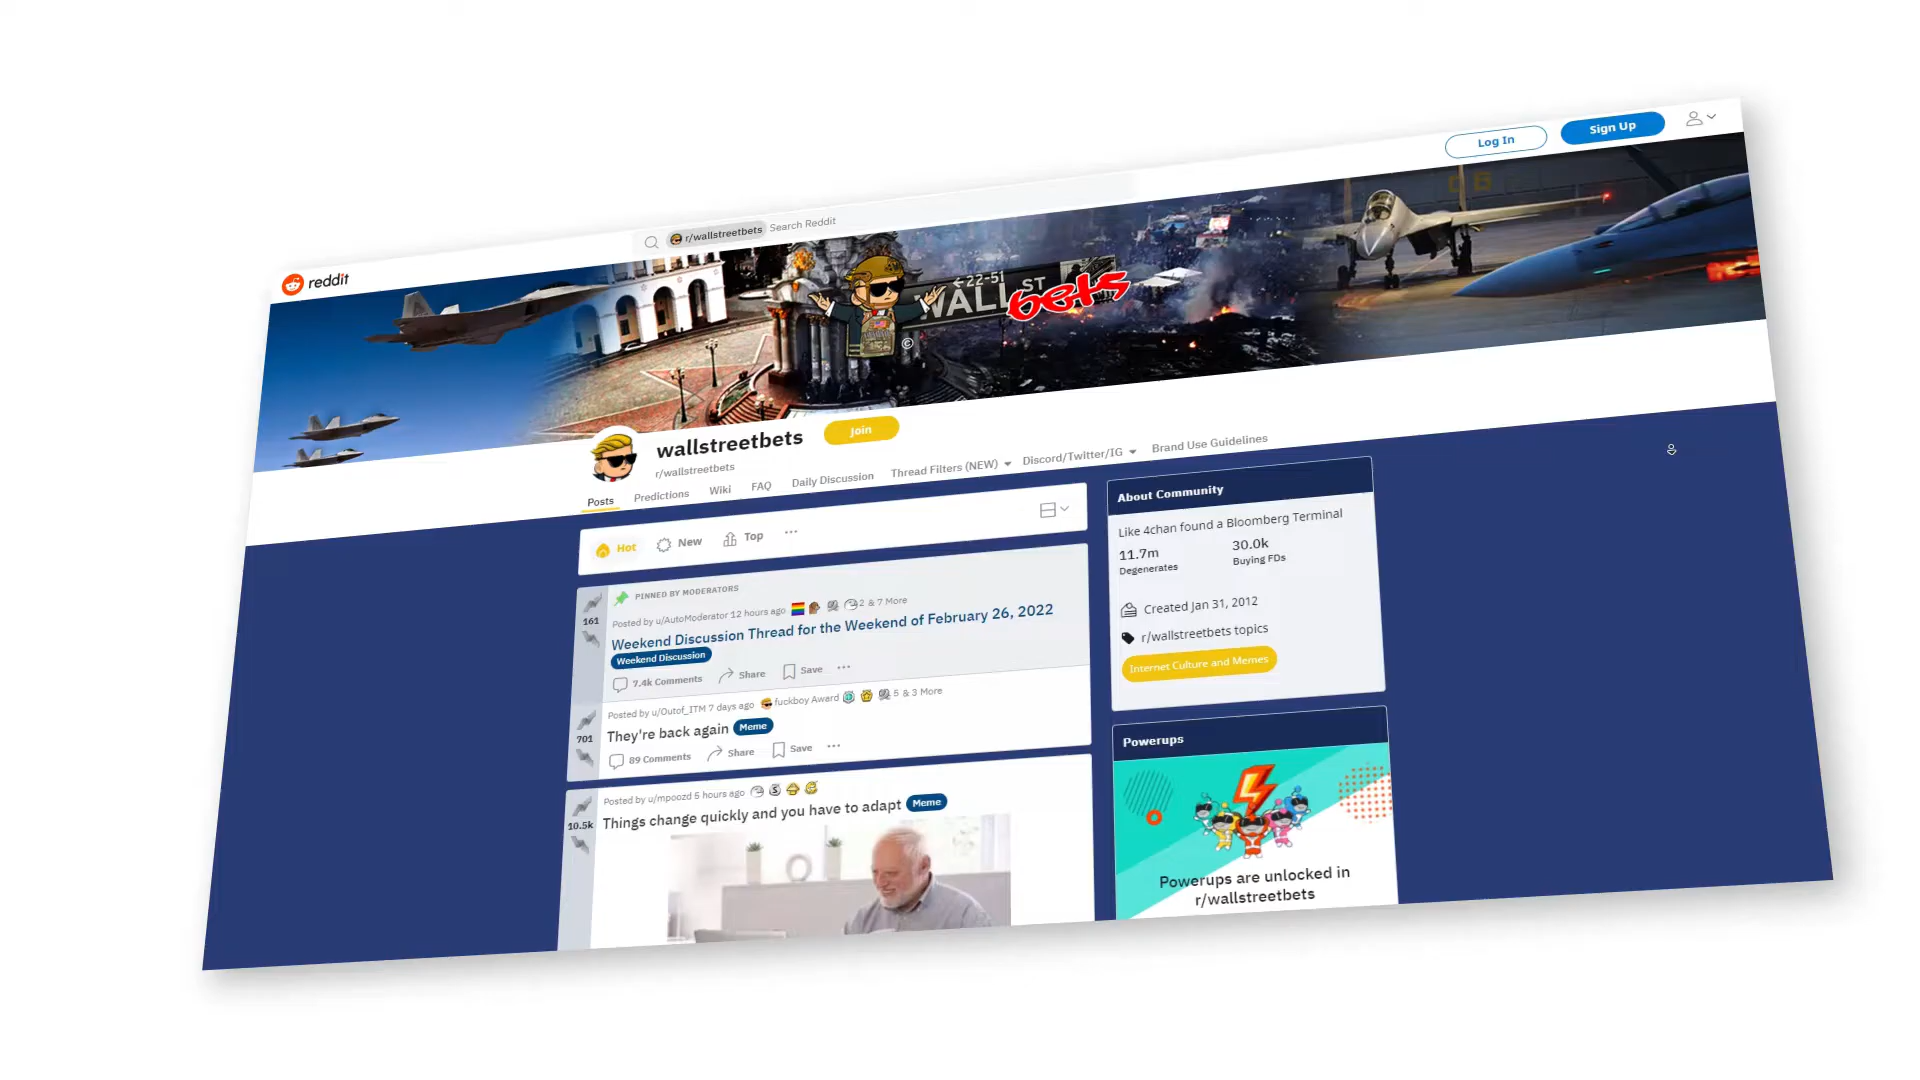 Log In
Sign Up
r/wallstreetbets Search Reddit
reddit
←22-51
WALL ST
bets
©
wallstreetbets
Join
r/wallstreetbets
Posts Predictions Wiki FAQ Daily Discussion Thread Filters (NEW) Discord/Twitter/IG Brand Use Guidelines
Hot New Top ...
PINNED BY MODERATORS
161
Posted by u/AutoModerator 12 hours ago 2 & 7 More
Weekend Discussion Thread for the Weekend of February 26, 2022
Weekend Discussion
7.4k Comments Share Save ...
Posted by u/Outof_ITM 7 days ago fuckboy Award 5 & 3 More
701
They're back again Meme
89 Comments Share Save ...
Posted by u/mpoozd 5 hours ago
10.5k
Things change quickly and you have to adapt Meme
About Community
Like 4chan found a Bloomberg Terminal
11.7m 30.0k
Degenerates Buying FDs
Created Jan 31, 2012
r/wallstreetbets topics
Internet Culture and Memes
Powerups
Powerups are unlocked in
r/wallstreetbets